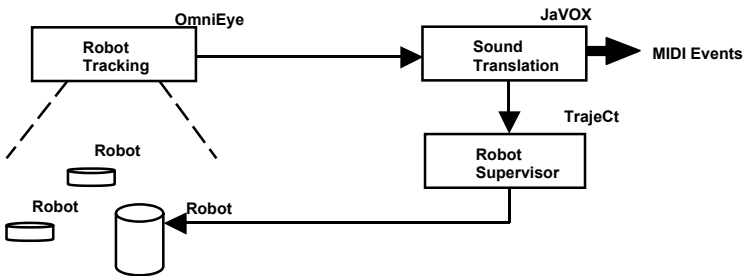 OmniEye
JaVOX
Robot
Tracking
Sound
Translation
MIDI Events
TrajeCt
Robot
Robot
Supervisor
Robot
Robot